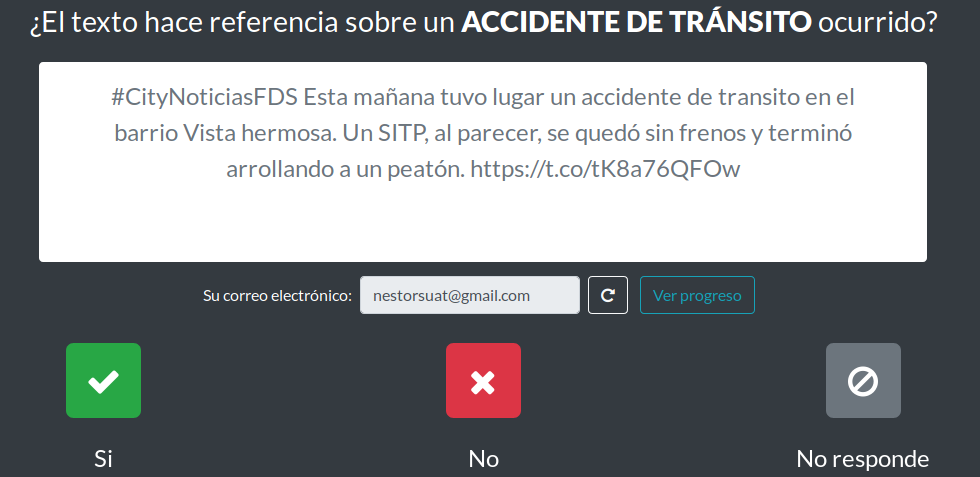 ¿El texto hace referencia sobre un ACCIDENTE DE TRÁNSITO ocurrido?
#CityNoticiasFDS Esta mañana tuvo lugar un accidente de transito en el
barrio Vista hermosa. Un SITP, al parecer, se quedó sin frenos y terminó
arrollando a un peatón. https://t.co/tK8a76QFOw
Su correo electrónico: nestorsuat@gmail.com Ver progreso
Si No No responde